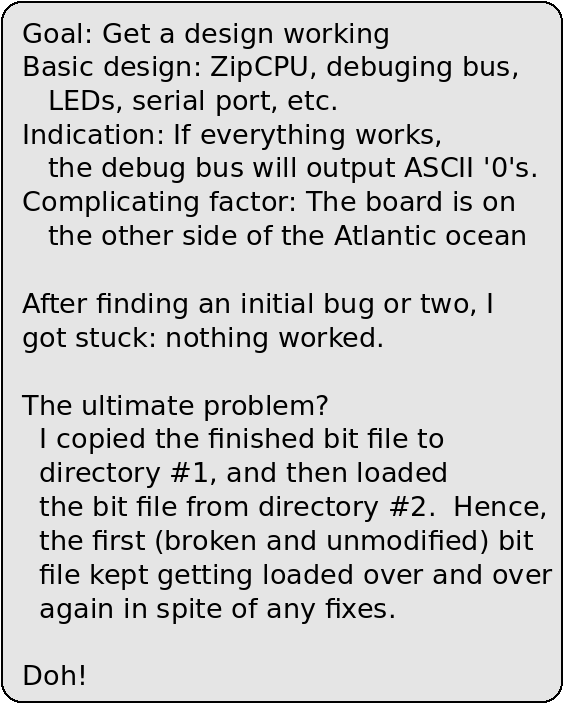 Goal: Get a design working
Basic design: ZipCPU, debuging bus,
LEDs, serial port, etc.
Indication: If everything works,
the debug bus will output ASCII '0's.
Complicating factor: The board is on
the other side of the Atlantic ocean
After finding an initial bug or two, I
got stuck: nothing worked.
The ultimate problem?
I copied the finished bit file to
directory #1, and then loaded
the bit file from directory #2.  Hence,
the first (broken and unmodified) bit
file kept getting loaded over and over
again in spite of any fixes.
Doh!